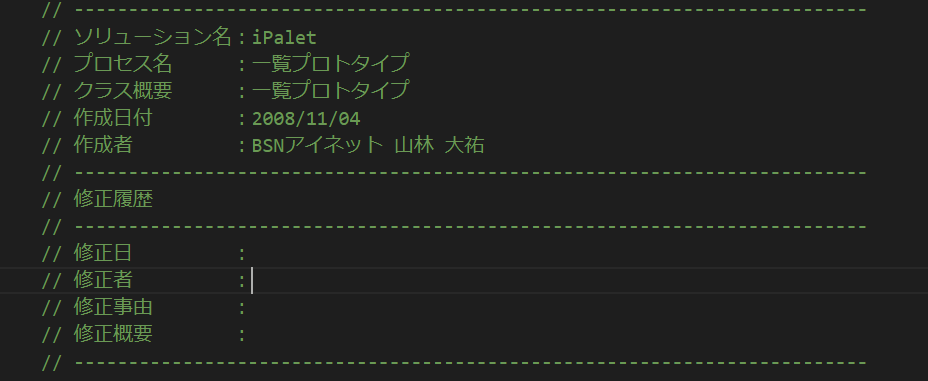 // -------------------------------------------------------------------------
// ソリューション名：iPalet
// プロセス名　　　：一覧プロトタイプ
// クラス概要　　　：一覧プロトタイプ
// 作成日付　　　　：2008/11/04
// 作成者　　　　　：BSNアイネット 山林 大祐
// -------------------------------------------------------------------------
// 修正履歴
// -------------------------------------------------------------------------
// 修正日　　　　　：
// 修正者　　　　　：
// 修正事由　　　　：
// 修正概要　　　　：
// -------------------------------------------------------------------------